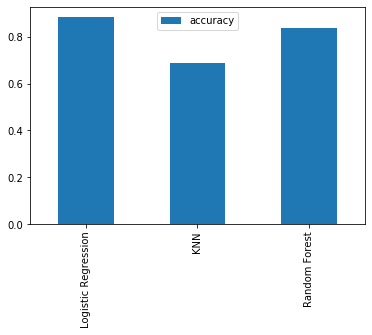 accuracy
0.8
0.6
0.4
0.2
0.0
Logistic Regression
KNN
Random Forest